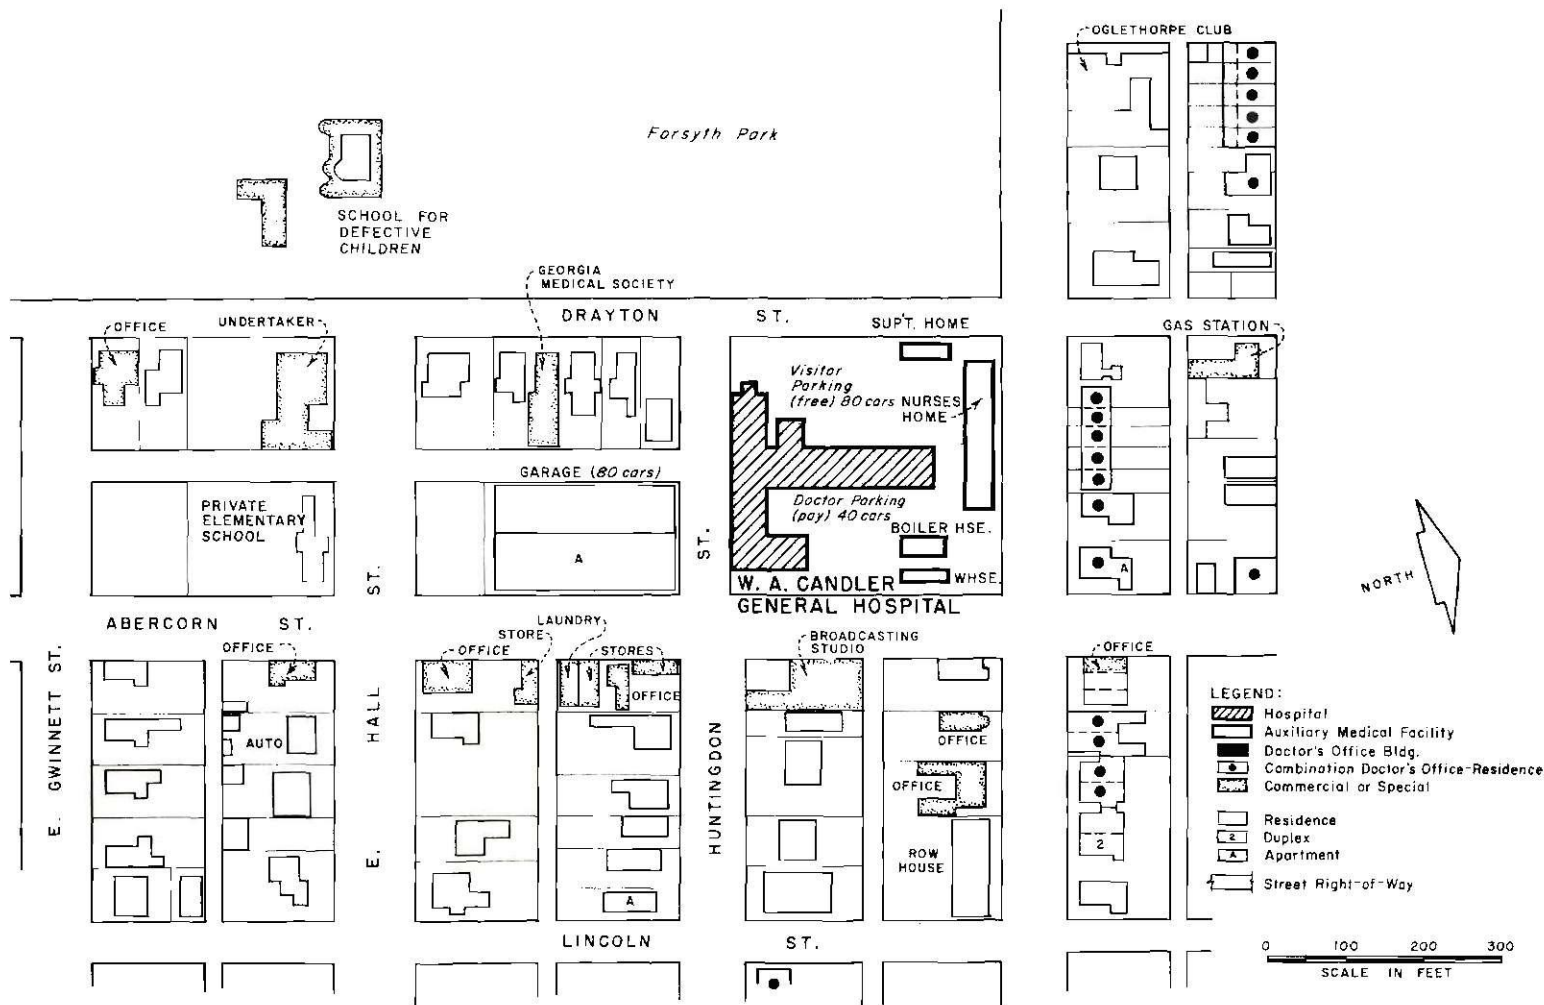 OGLETHORPE CLUB
Forsyth Park
SCHOOL FOR
DEFECTIVE
CHILDREN
GEORGIA
MEDICAL SOCIETY
DRAYTON ST.
OFFICE
UNDERTAKER
SUP'T. HOME
GAS STATION
Visitor
Parking
(free) 80 cars
NURSES
HOME
GARAGE (80 cars)
PRIVATE
ELEMENTARY
SCHOOL
A
Doctor Parking
(pay) 40 cars
BOILER HSE.
WHSE.
A
W. A. CANDLER
GENERAL HOSPITAL
NORTH
ABERCORN ST.
OFFICE
OFFICE
STORE
LAUNDRY
STORES
OFFICE
BROADCASTING
STUDIO
OFFICE
AUTO
OFFICE
OFFICE
ROW
HOUSE
2
A
E. GWINNETT ST.
E. HALL ST.
HUNTINGDON ST.
LINCOLN ST.
LEGEND:
Hospital
Auxiliary Medical Facility
Doctor's Office Bldg.
Combination Doctor's Office-Residence
Commercial or Special
Residence
2 Duplex
A Apartment
Street Right-of-Way
0 100 200 300
SCALE IN FEET